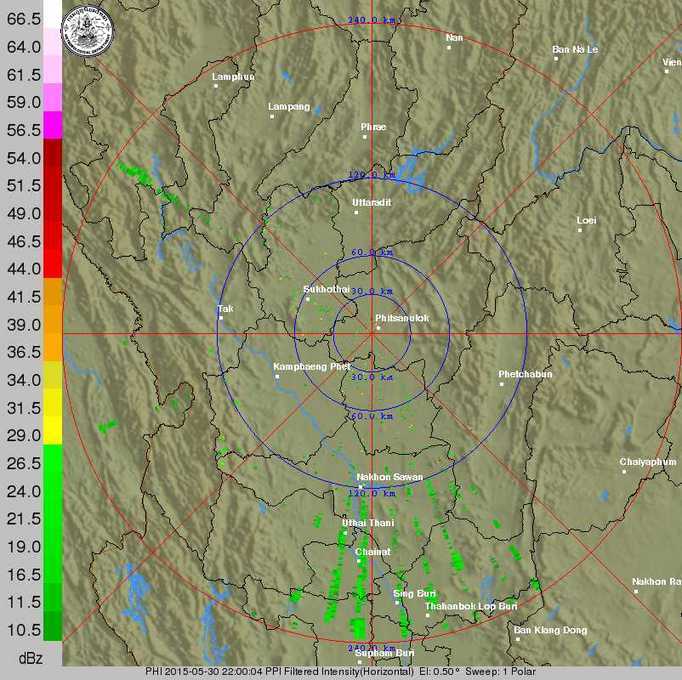 66.5
64.0
61.5
59.0
56.5
54.0
51.5
49.0
46.5
44.0
41.5
39.0
36.5
34.0
31.5
29.0
26.5
24.0
21.5
19.0
16.5
11.5
10.5
dBz
240.0 km
Nan
Ban Na Le
Vien
Lamphun
Lampang
Phrae
120.0 km
Uttaradit
Loei
60.0 km
30.0 km
Sukhothai
Tak
Phitsanulok
Kamphaeng Phet
30.0 km
Phetchabun
60.0 km
Chaiyaphum
Nakhon Sawan
120.0 km
Uthai Thani
Chainat
Nakhon Ra
Sing Buri
Thahanbok Lop Buri
Ban Klang Dong
240.0 km
Suphan Buri
PHI 2015-05-30 22:00:04 PPI Filtered Intensity(Horizontal) El: 0.50° Sweep: 1 Polar